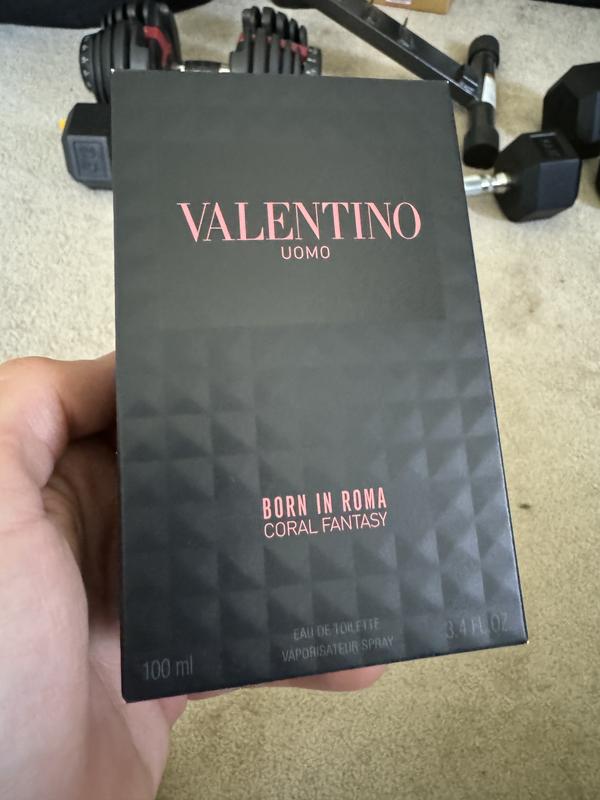 VALENTINO
UOMO
BORN IN ROMA
CORAL FANTASY
EAU DE TOILETTE
VAPORISATEUR SPRAY
100 ml
3.4 FL.OZ.